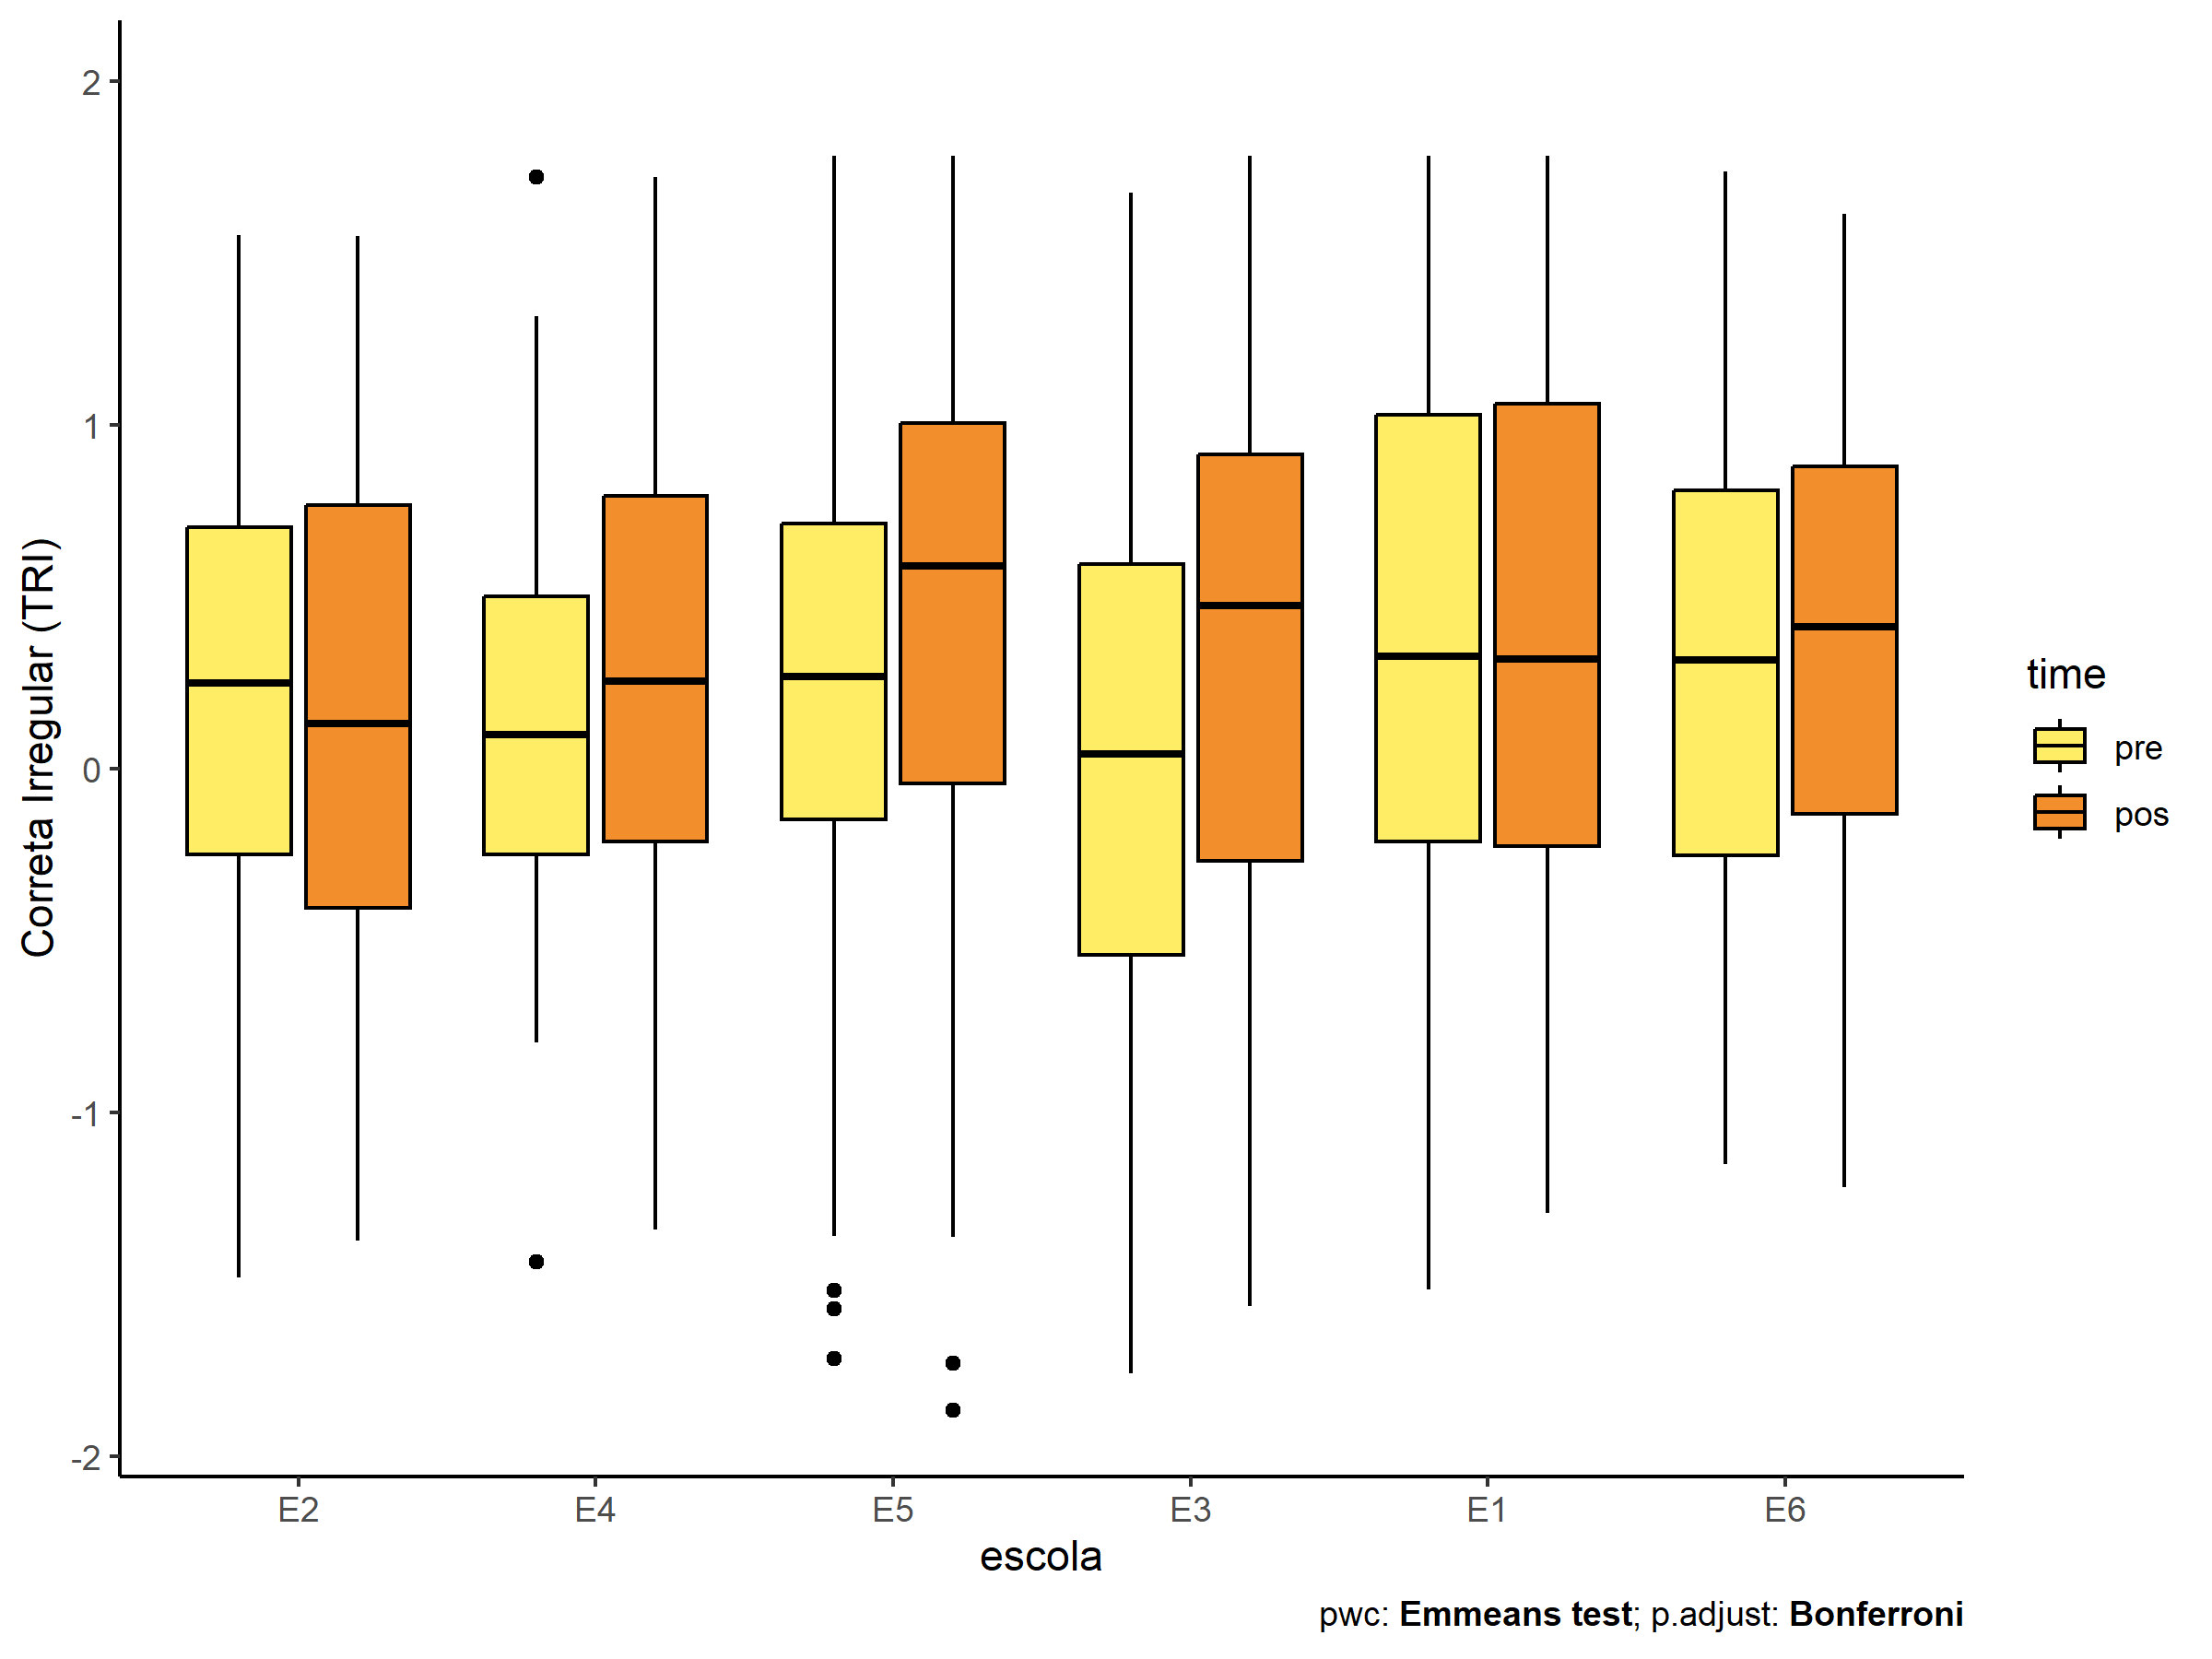 Correta Irregular (TRI)
2
1
0
-1
-2
E2 E4 E5 E3 E1 E6
escola
time
pre
pos
pwc: Emmeans test; p.adjust: Bonferroni